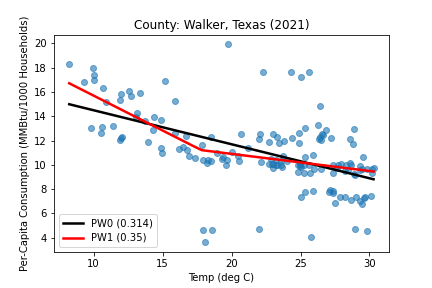 County: Walker, Texas (2021)
Per-Capita Consumption (MMBtu/1000 Households)
20
18
16
14
12
10
8
6
4
PW0 (0.314)
PW1 (0.35)
10 15 20 25 30
Temp (deg C)